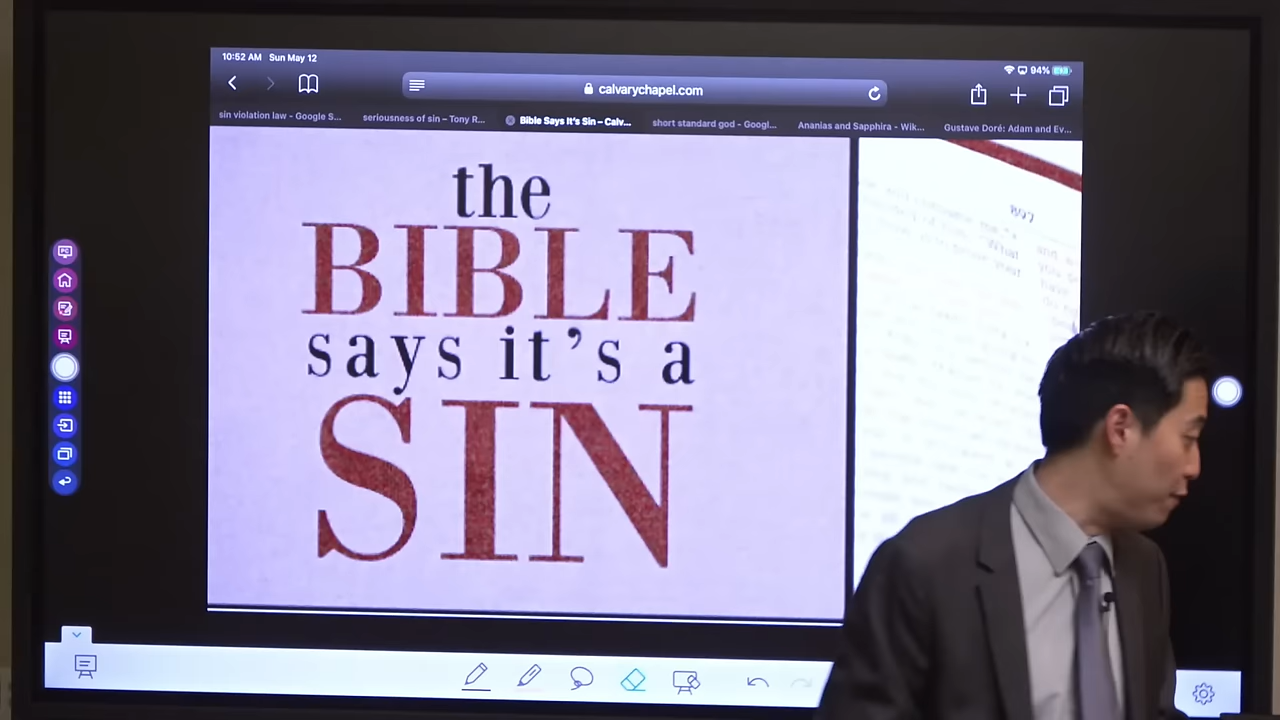 10:52 AM Sun May 12
94%
calvarychapel.com
sin violation law - Google S...
seriousness of sin – Tony R...
Bible Says It's Sin – Calv...
short standard god - Googl...
Ananias and Sapphira - Wik...
Gustave Doré: Adam and Ev...
the
BIBLE
says it's a
SIN
897
What